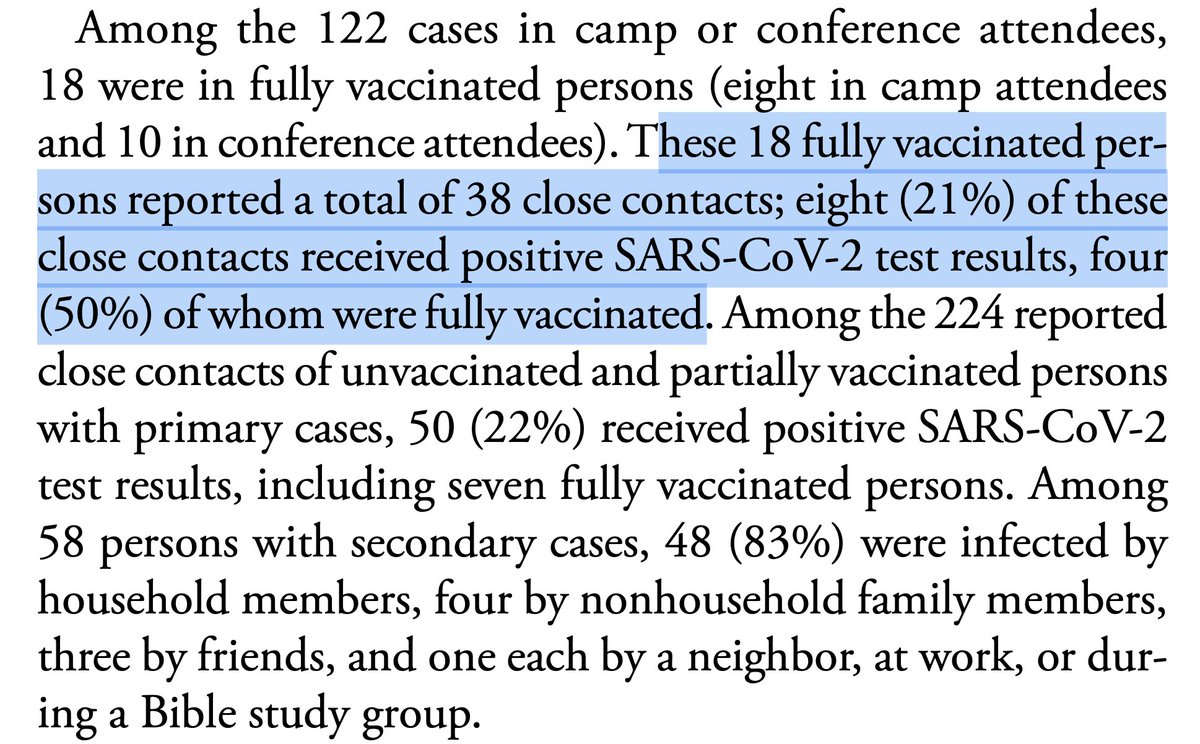 Among the 122 cases in camp or conference attendees,
18 were in fully vaccinated persons (eight in camp attendees
and 10 in conference attendees). These 18 fully vaccinated per-
sons reported a total of 38 close contacts; eight (21%) of these
close contacts received positive SARS-CoV-2 test results, four
(50%) of whom were fully vaccinated. Among the 224 reported
close contacts of unvaccinated and partially vaccinated persons
with primary cases, 50 (22%) received positive SARS-CoV-2
test results, including seven fully vaccinated persons. Among
58 persons with secondary cases, 48 (83%) were infected by
household members, four by nonhousehold family members,
three by friends, and one each by a neighbor, at work, or dur-
ing a Bible study group.